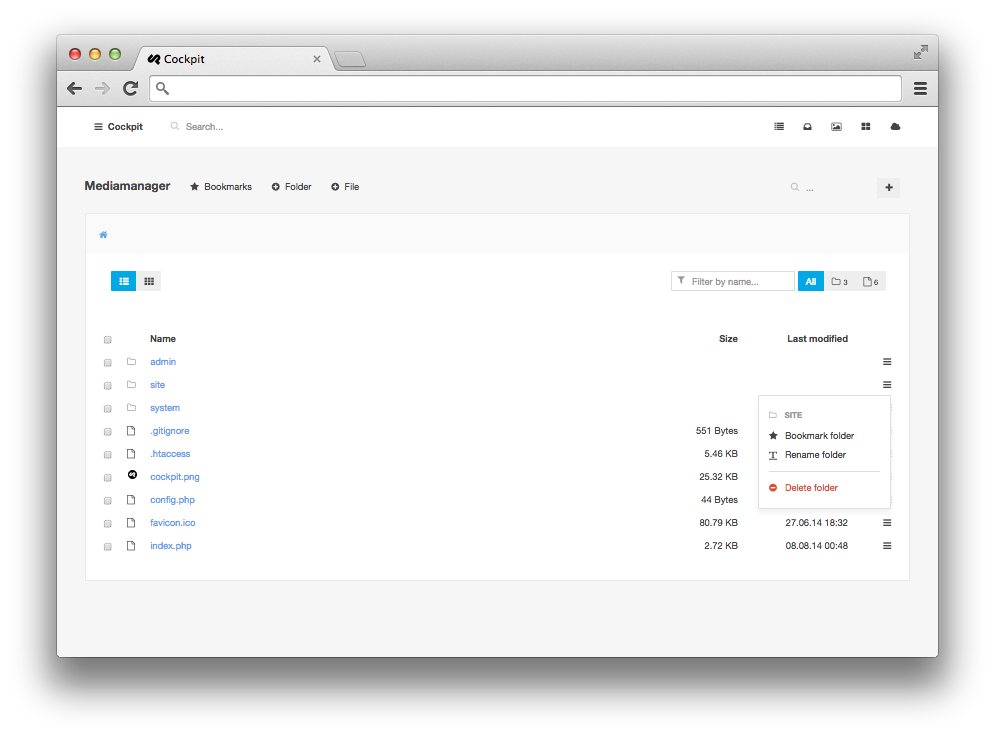 Cockpit
Cockpit Search...
Mediamanager Bookmarks Folder File ...
Filter by name... All 3 6
Name Size Last modified
admin
site
system
.gitignore 551 Bytes
.htaccess 5.46 KB
cockpit.png 25.32 KB
config.php 44 Bytes
favicon.ico 80.79 KB 27.06.14 18:32
index.php 2.72 KB 08.08.14 00:48
SITE
Bookmark folder
Rename folder
Delete folder